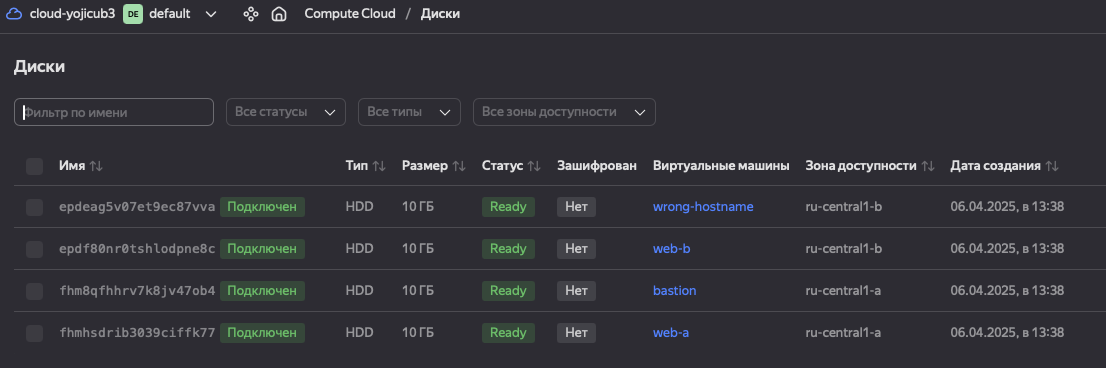 cloud-yojicub3 DE default Compute Cloud / Диски
Диски
Фильтр по имени Все статусы Все типы Все зоны доступности
Имя Тип Размер Статус Зашифрован Виртуальные машины Зона доступности Дата создания
epdeag5v07et9ec87vva Подключен HDD 10 ГБ Ready Нет wrong-hostname ru-central1-b 06.04.2025, в 13:38
epdf80nr0tshlodpne8c Подключен HDD 10 ГБ Ready Нет web-b ru-central1-b 06.04.2025, в 13:38
fhm8qfhhrv7k8jv47ob4 Подключен HDD 10 ГБ Ready Нет bastion ru-central1-a 06.04.2025, в 13:38
fhmhsdrib3039ciffk77 Подключен HDD 10 ГБ Ready Нет web-a ru-central1-a 06.04.2025, в 13:38